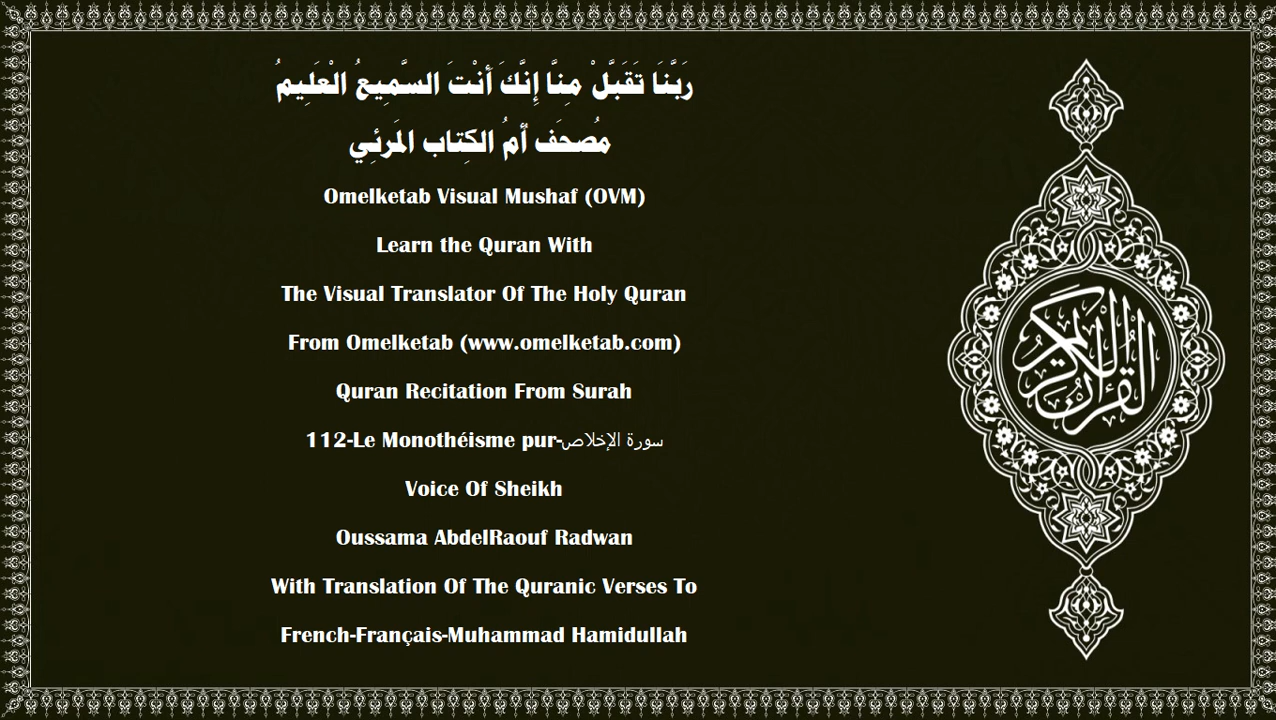 رَبَّنَا تَقَبَّلْ مِنَّا إِنَّكَ أَنْتَ السَّمِيعُ الْعَلِيمُ
مُصحَف أمُ الكِتاب المَرئِي
Omelketab Visual Mushaf (OVM)
Learn the Quran With
The Visual Translator Of The Holy Quran
From Omelketab (www.omelketab.com)
Quran Recitation From Surah
112-Le Monothéisme pur-سورة الإخلاص
Voice Of Sheikh
Oussama AbdelRaouf Radwan
With Translation Of The Quranic Verses To
French-Français-Muhammad Hamidullah
القرآن الكريم